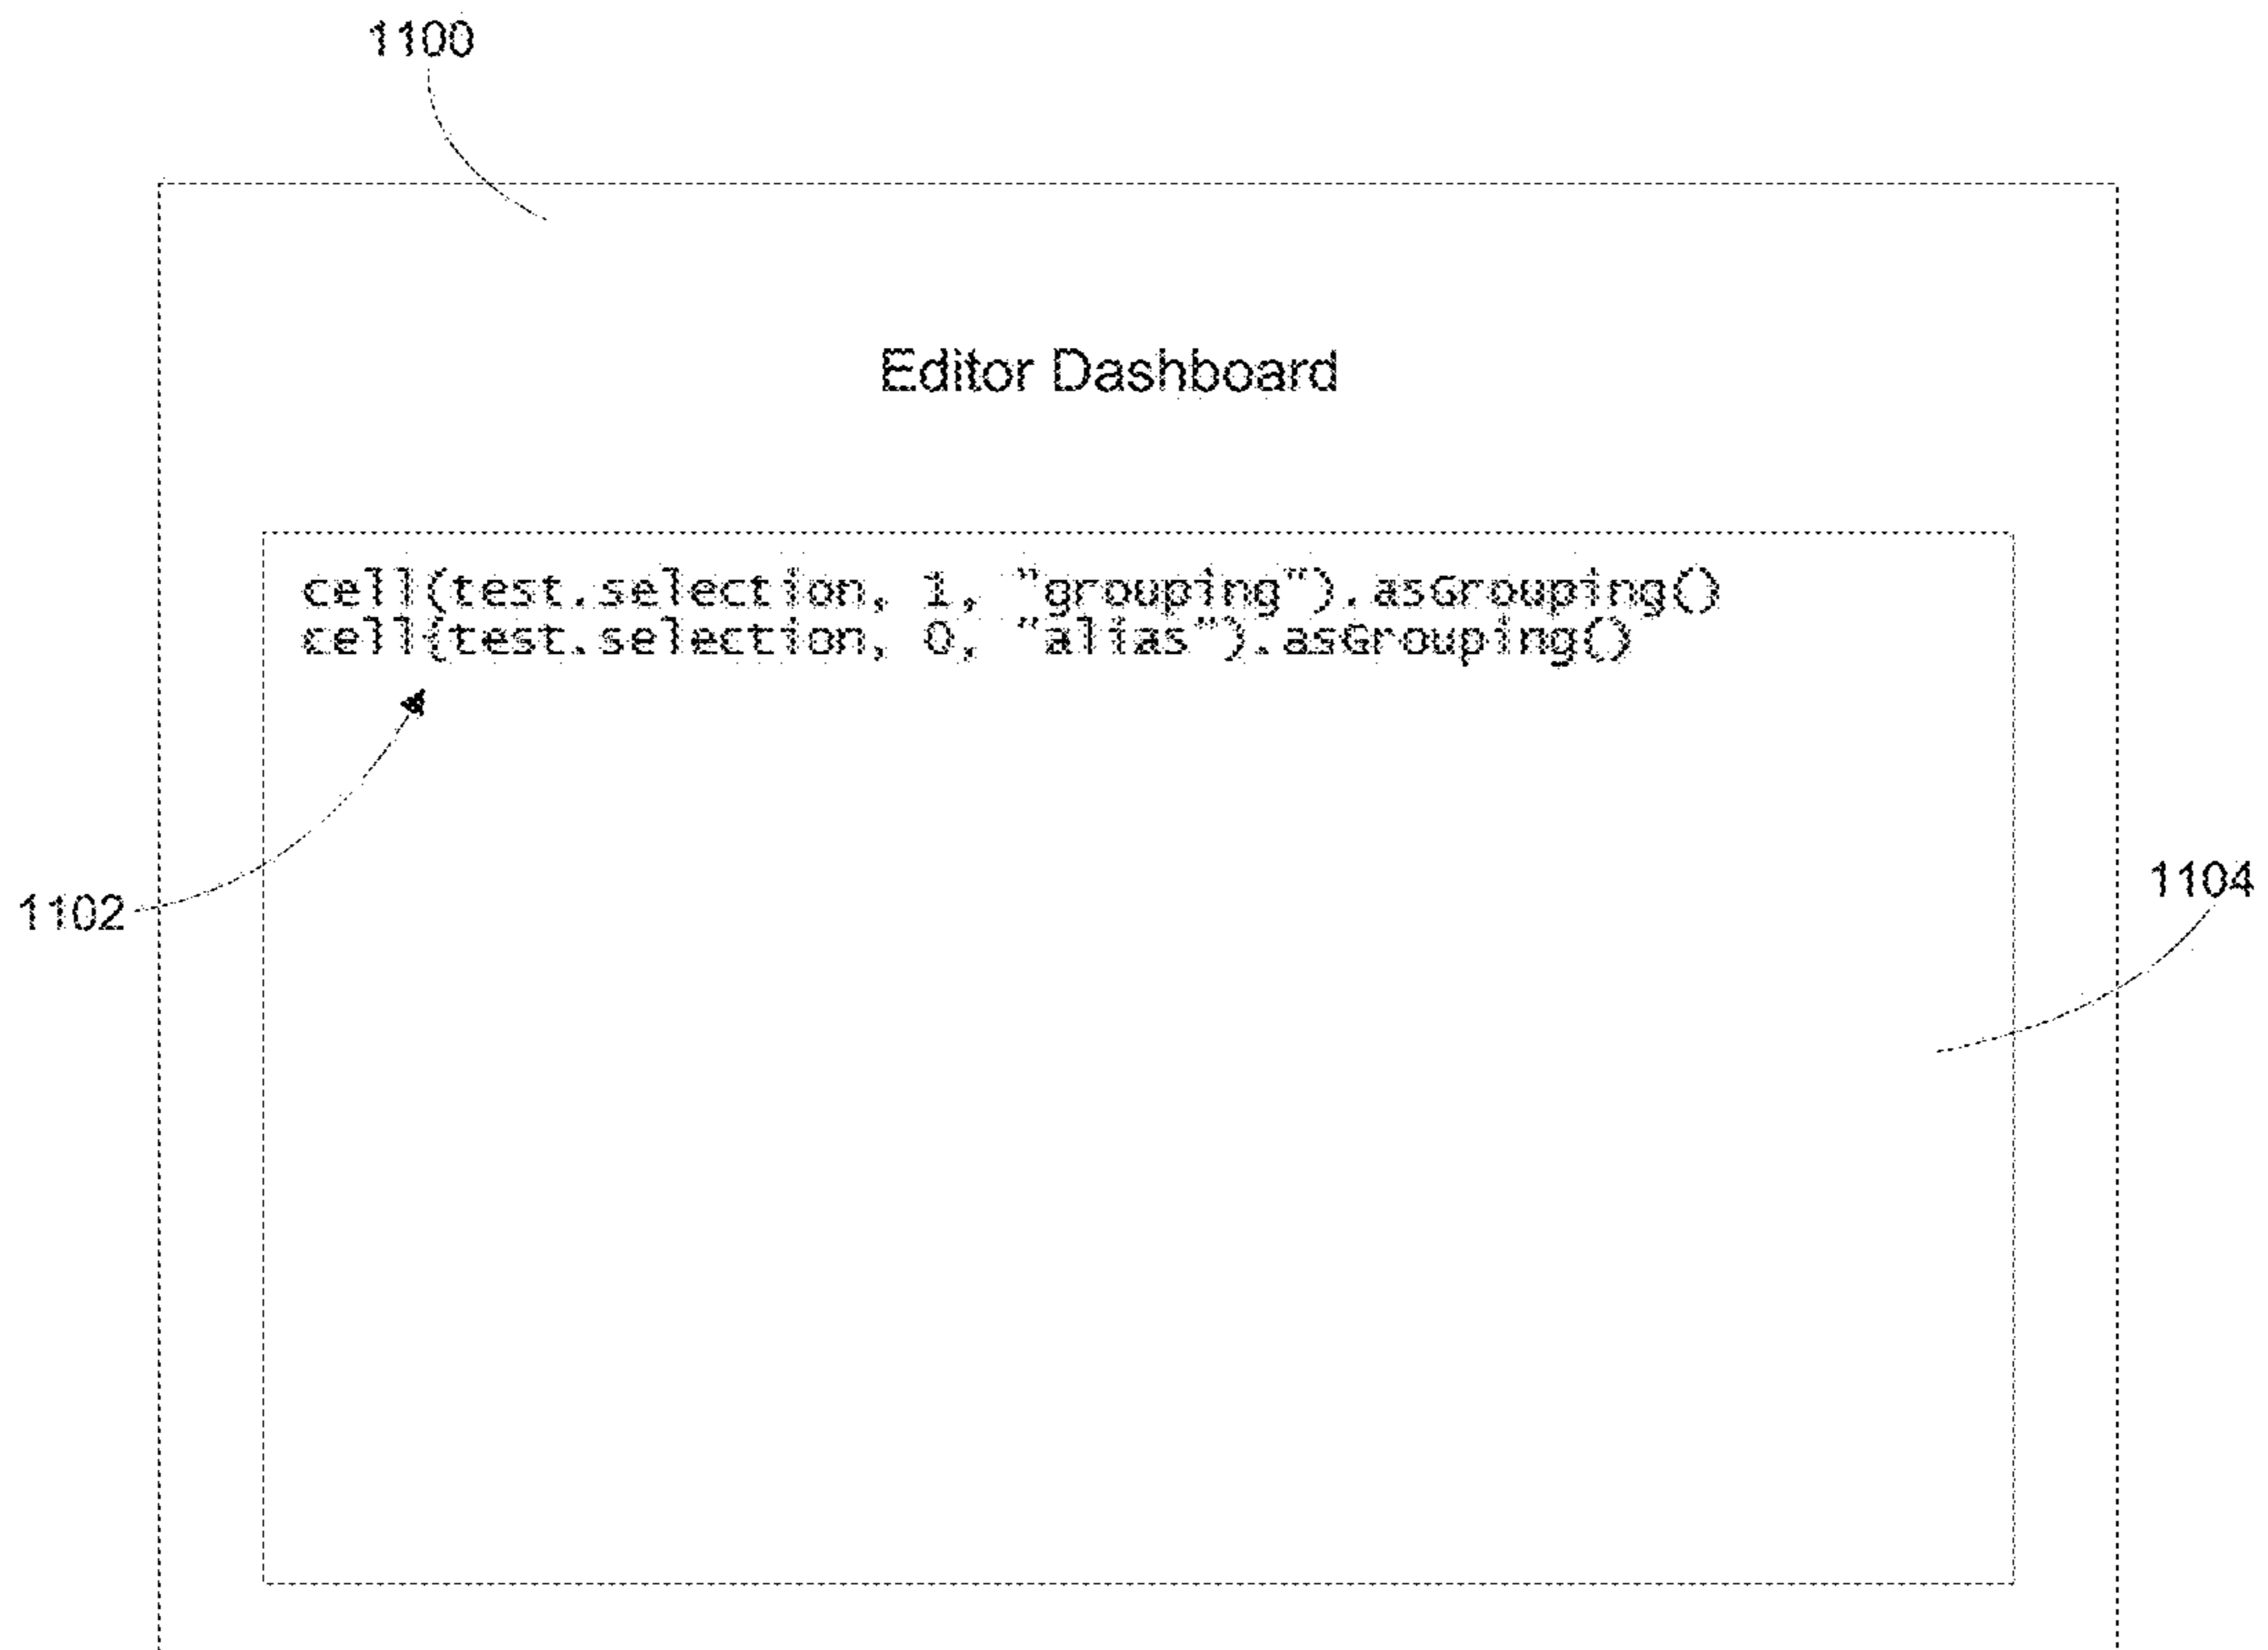 1100
Editor Dashboard
cell(test.selection, 1, "grouping").asGrouping()
cell(test.selection, 0, "alias").asGrouping()
1102
1104